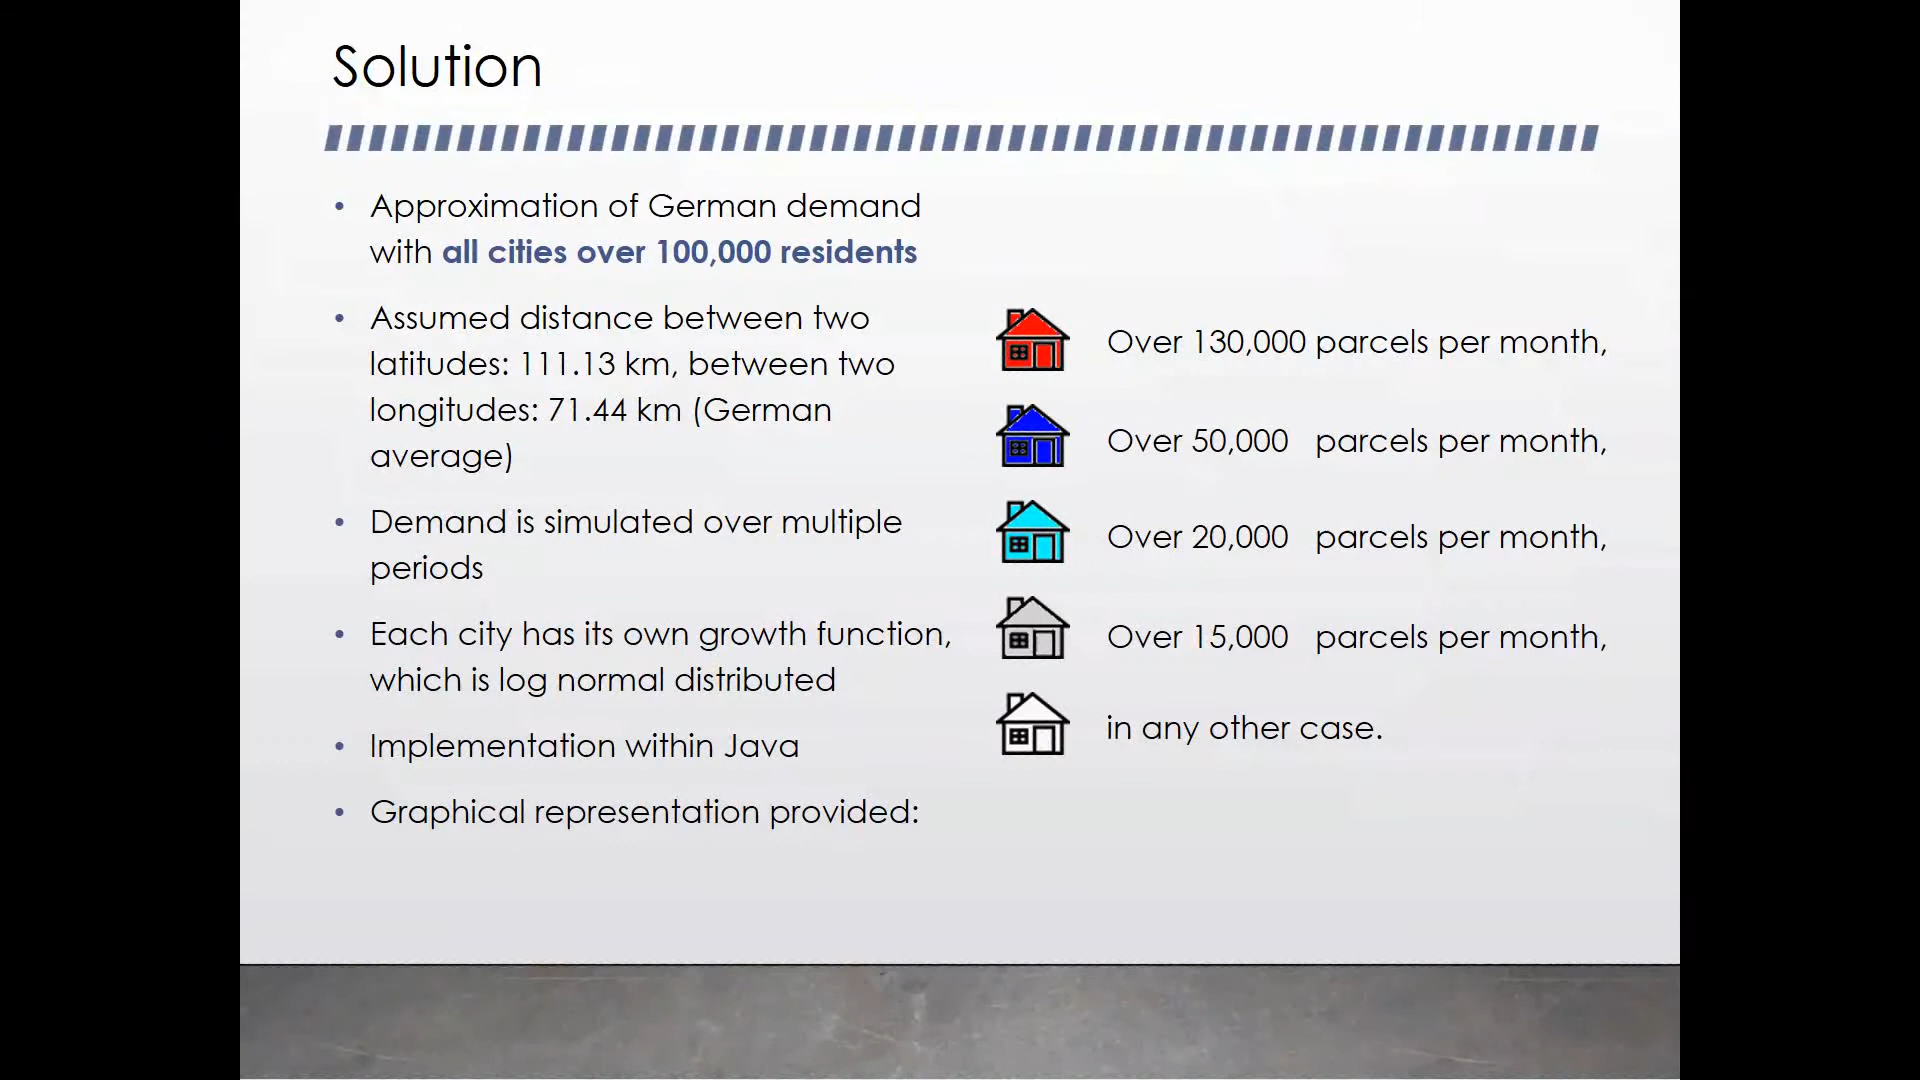 Solution
• Approximation of German demand
with all cities over 100,000 residents
• Assumed distance between two
latitudes: 111.13 km, between two
longitudes: 71.44 km (German
average)
• Demand is simulated over multiple
periods
• Each city has its own growth function,
which is log normal distributed
• Implementation within Java
• Graphical representation provided:
Over 130,000 parcels per month,
Over 50,000 parcels per month,
Over 20,000 parcels per month,
Over 15,000 parcels per month,
in any other case.